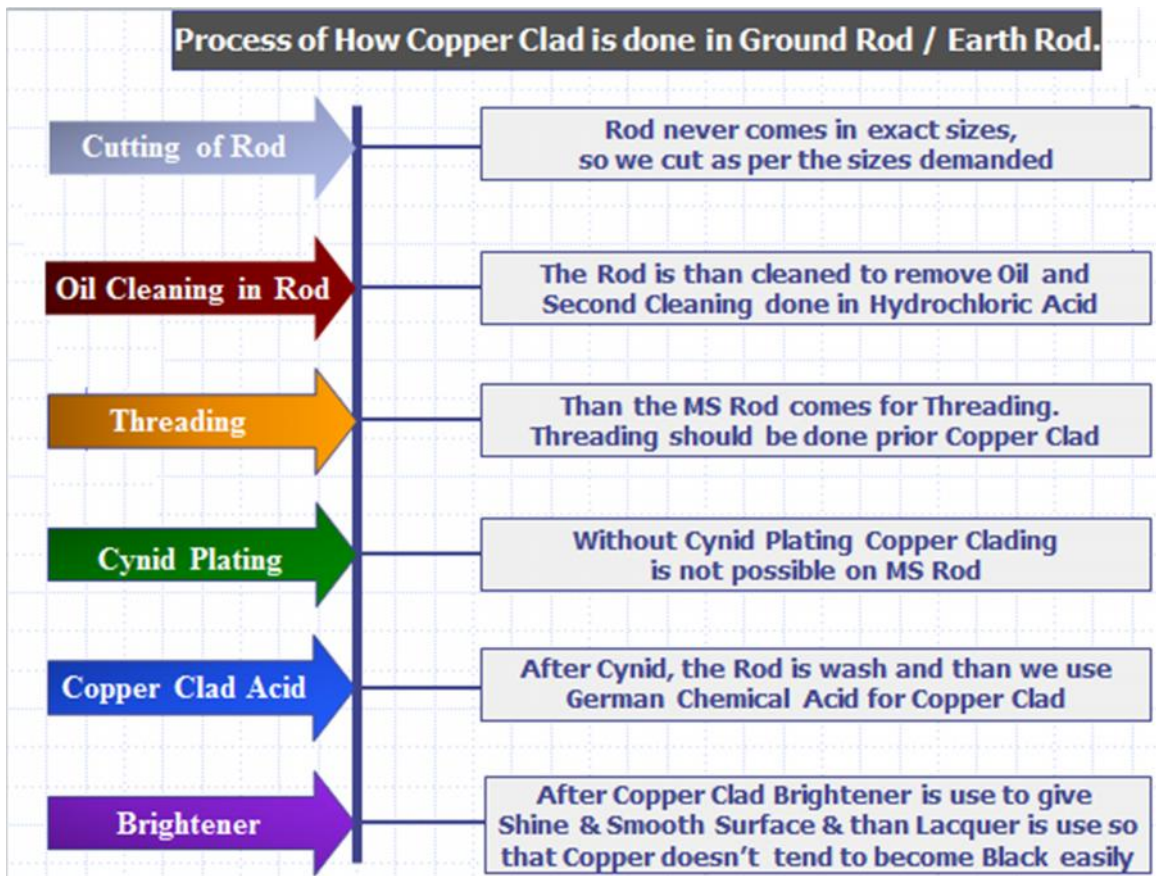 Process of How Copper Clad is done in Ground Rod / Earth Rod.
Cutting of Rod
Rod never comes in exact sizes,
so we cut as per the sizes demanded
Oil Cleaning in Rod
The Rod is than cleaned to remove Oil and
Second Cleaning done in Hydrochloric Acid
Threading
Than the MS Rod comes for Threading.
Threading should be done prior Copper Clad
Cynid Plating
Without Cynid Plating Copper Clading
is not possible on MS Rod
Copper Clad Acid
After Cynid, the Rod is wash and than we use
German Chemical Acid for Copper Clad
Brightener
After Copper Clad Brightener is use to give
Shine & Smooth Surface & than Lacquer is use so
that Copper doesn't tend to become Black easily